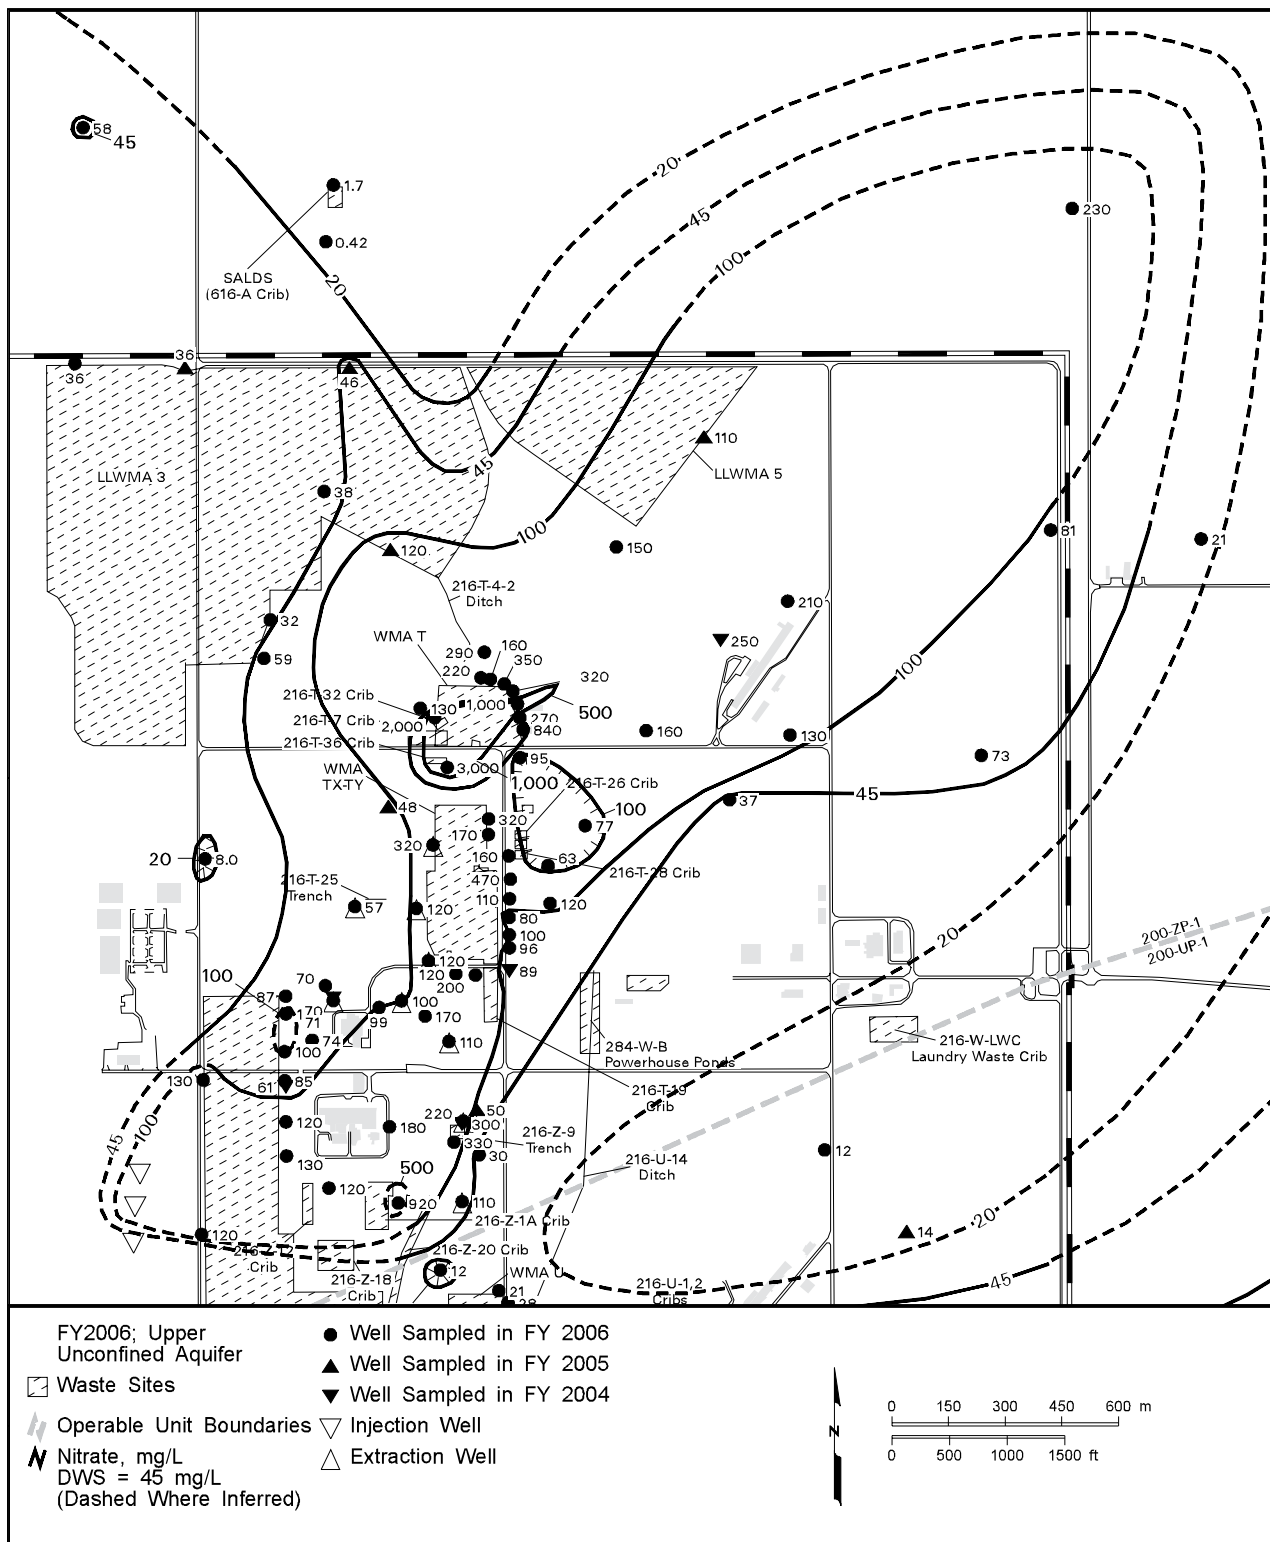 58
45
1.7
0.42
SALDS
(616-A Crib)
20
20
45
100
230
36
36
46
LLWMA 3
38
45
110
LLWMA 5
100
120
150
81
21
216-T-4-2
Ditch
32
59
WMA T
290
160
220
350
320
210
250
216-T-32 Crib
130
1,000
500
216-T-7 Crib
2,000
270
840
216-T-36 Crib
160
130
100
73
95
WMA
TX-TY
3,000
1,000
216-T-26 Crib
48
100
37
45
320
170
77
320
160
63
20
8.0
216-T-28 Crib
216-T-25
Trench
470
57
120
110
120
80
100
96
20
200-ZP-1
200-UP-1
100
70
120
120
200
89
87
170
100
99
170
71
74
110
100
216-W-LWC
Laundry Waste Crib
284-W-B
Powerhouse Ponds
130
61
85
216-T-19
Crib
45
100
120
180
220
50
300
330
30
216-Z-9
Trench
12
130
500
216-U-14
Ditch
120
920
110
216-Z-1A Crib
20
14
120
216-Z-12
Crib
216-Z-20 Crib
12
WMA U
216-Z-18
Crib
21
216-U-1,2
Cribs
45
FY2006; Upper
Unconfined Aquifer
Waste Sites
Operable Unit Boundaries
Nitrate, mg/L
DWS = 45 mg/L
(Dashed Where Inferred)
Well Sampled in FY 2006
Well Sampled in FY 2005
Well Sampled in FY 2004
Injection Well
Extraction Well
N
0 150 300 450 600 m
0 500 1000 1500 ft